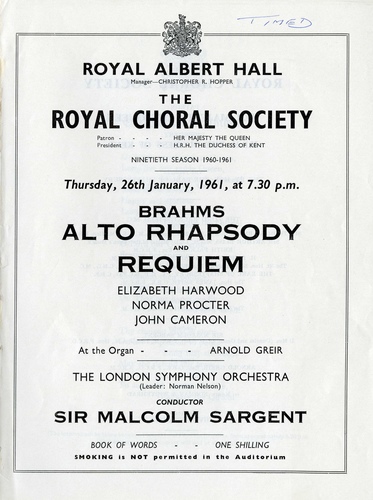 TIMED
ROYAL ALBERT HALL
Manager—CHRISTOPHER R. HOPPER
THE
ROYAL CHORAL SOCIETY
Patron - - - - HER MAJESTY THE QUEEN
President - - - - H.R.H. THE DUCHESS OF KENT
NINETIETH SEASON 1960-1961
Thursday, 26th January, 1961, at 7.30 p.m.
BRAHMS
ALTO RHAPSODY
AND
REQUIEM
ELIZABETH HARWOOD
NORMA PROCTER
JOHN CAMERON
At the Organ - - - ARNOLD GREIR
THE LONDON SYMPHONY ORCHESTRA
(Leader: Norman Nelson)
CONDUCTOR
SIR MALCOLM SARGENT
BOOK OF WORDS - - ONE SHILLING
SMOKING is NOT permitted in the Auditorium